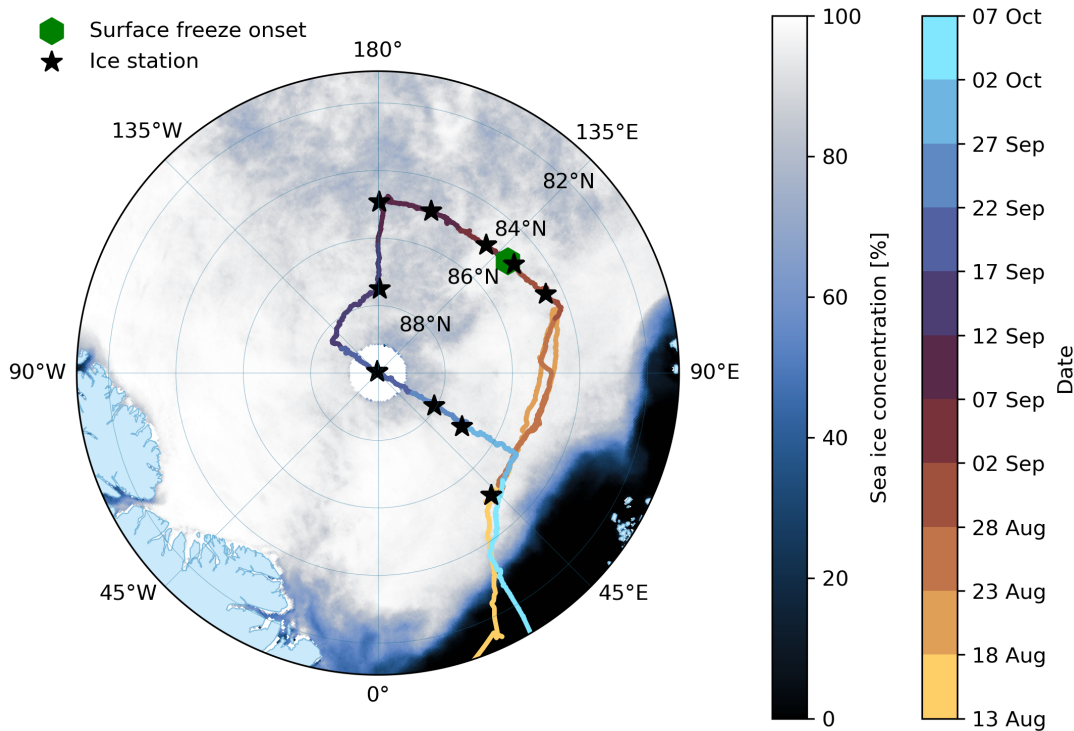 Surface freeze onset
Ice station
180°
135°W
135°E
82°N
84°N
86°N
88°N
90°W
90°E
45°W
45°E
0°
100
80
60
40
20
0
Sea ice concentration [%]
07 Oct
02 Oct
27 Sep
22 Sep
17 Sep
12 Sep
07 Sep
02 Sep
28 Aug
23 Aug
18 Aug
13 Aug
Date